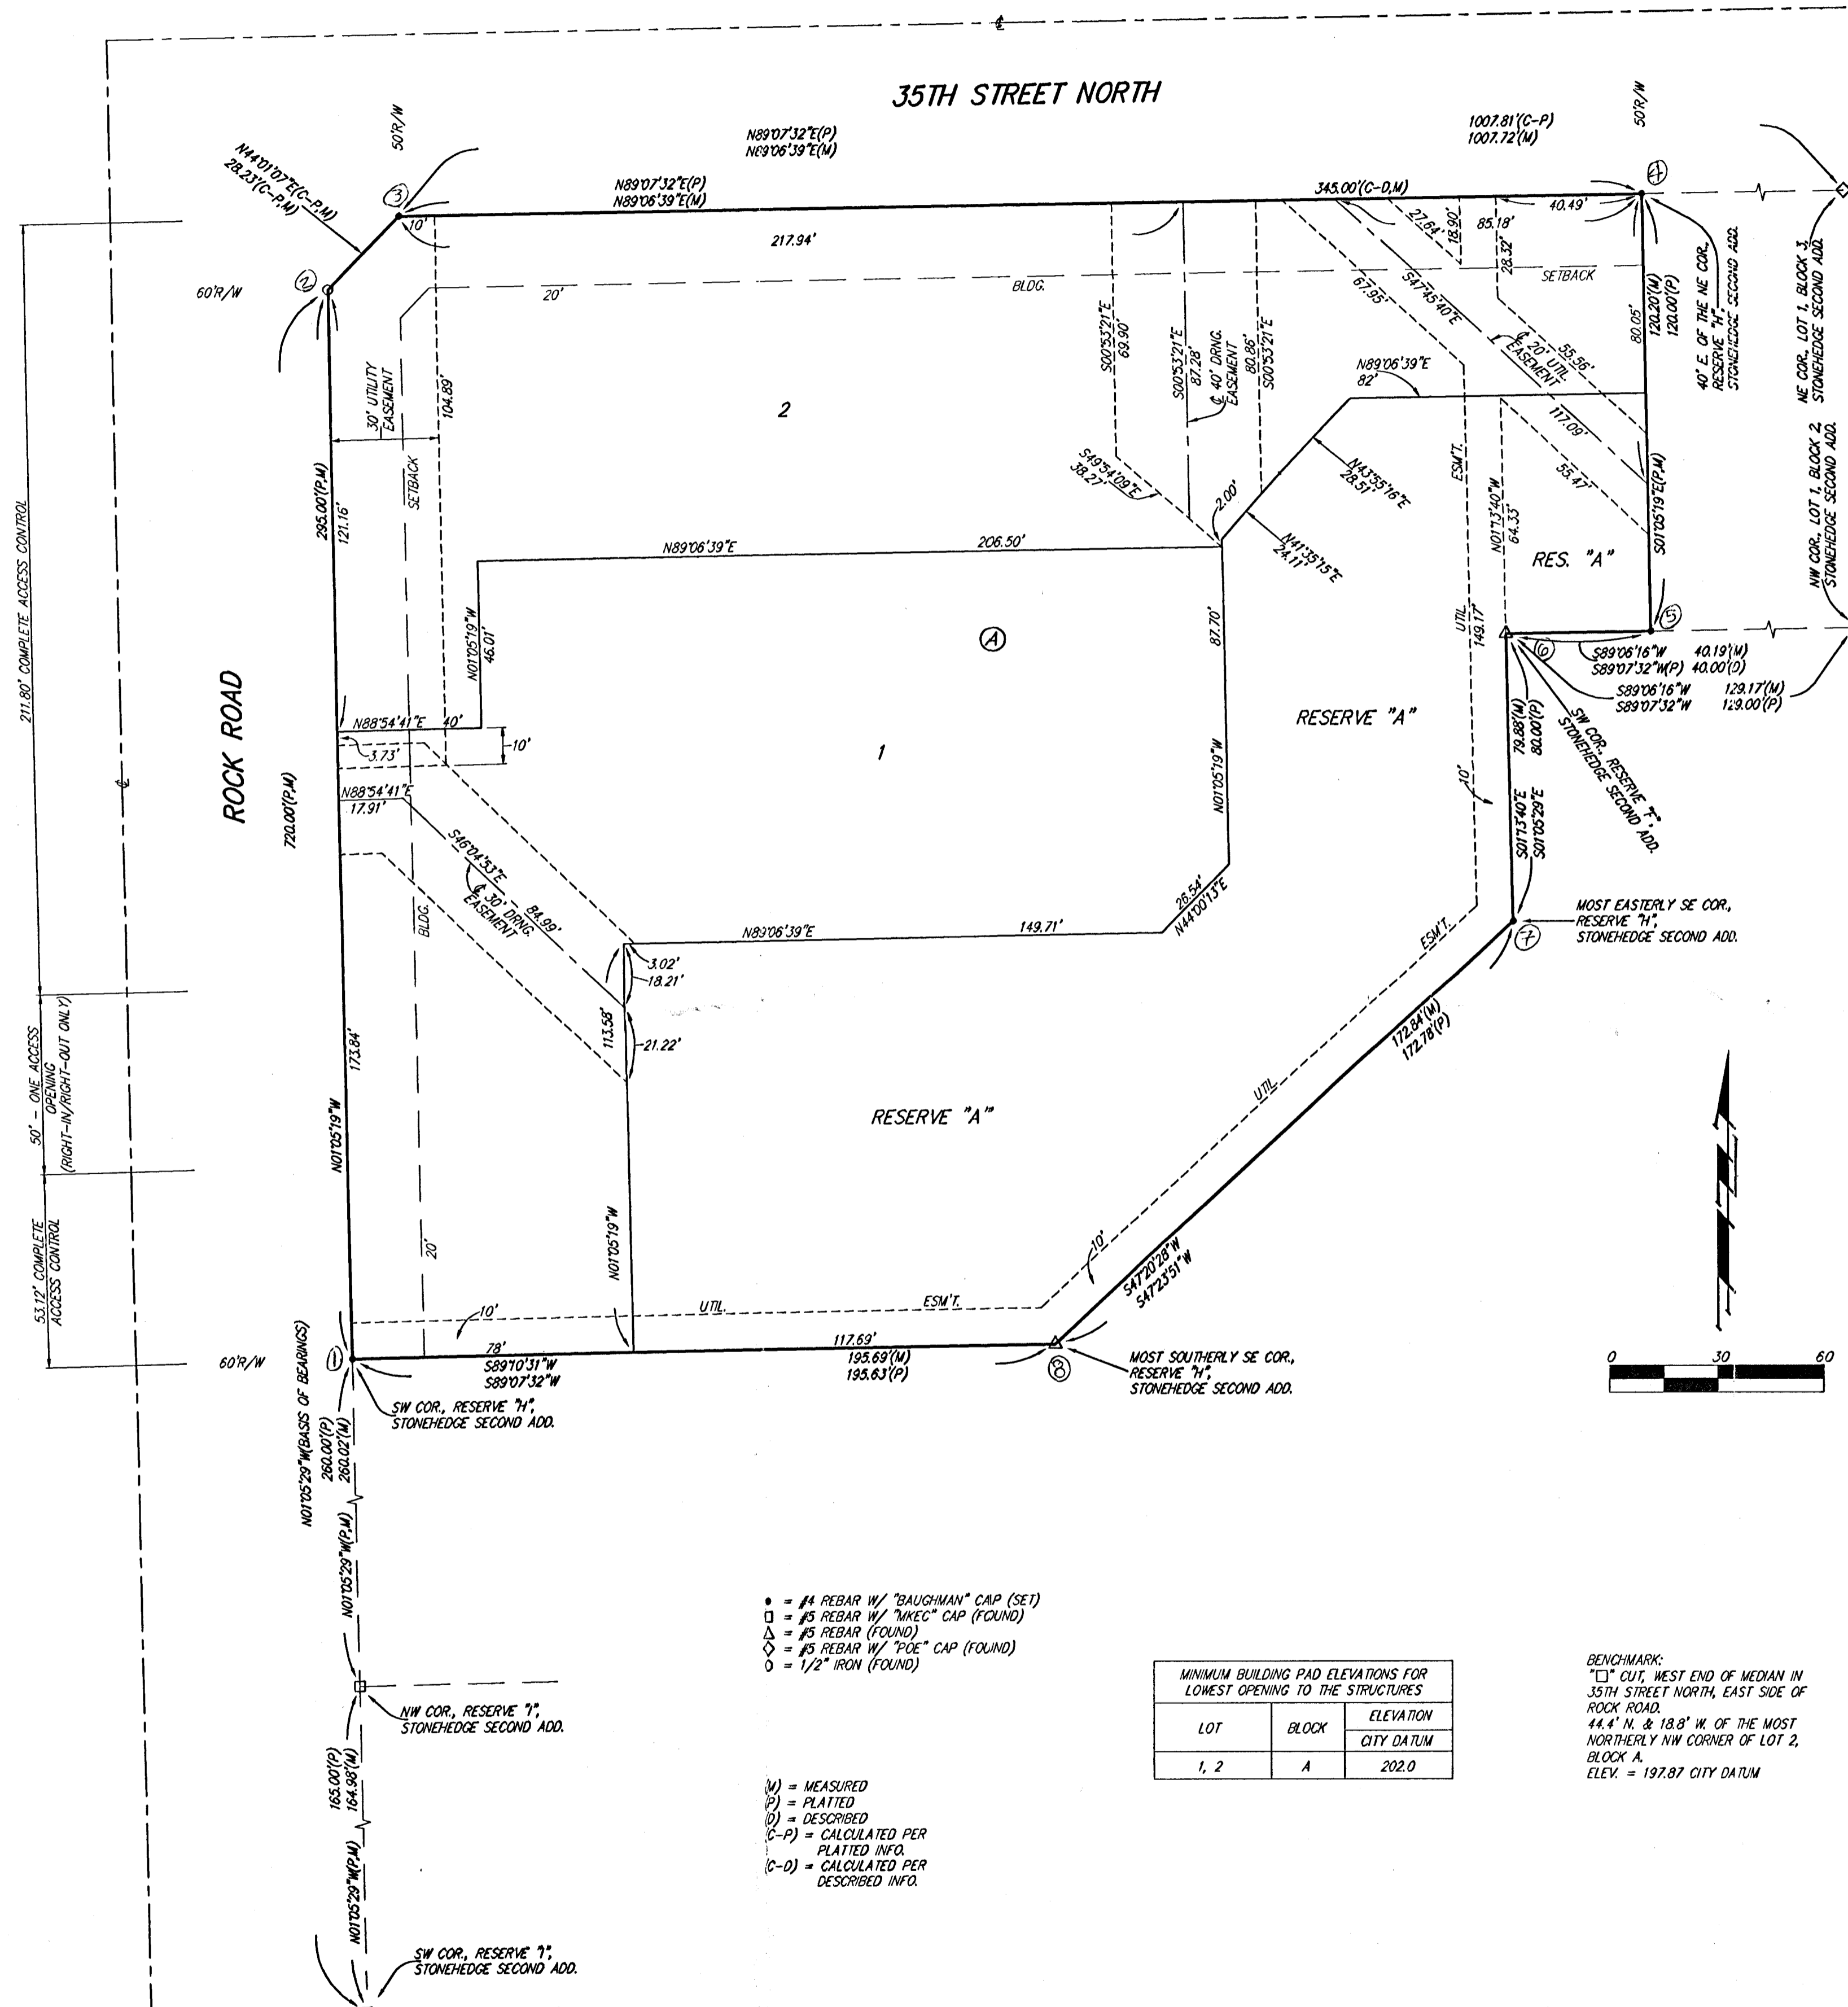 35TH STREET NORTH
50'R/W
50'R/W
N89°07'32"E(P)
N89°06'39"E(M)
1007.81'(C-P)
1007.72'(M)
N44°01'07"E(C-P,M)
28.23'(C-P,M)
3
N89°07'32"E(P)
N89°06'39"E(M)
345.00'(C-D,M)
4
10'
217.94'
40.49'
27.64'
18.90'
85.18'
28.32'
2
60'R/W
20'
BLDG.
SETBACK
67.95'
S47°45'40"E
₵ 20' UTIL
EASEMENT
55.56'
117.09'
55.47'
80.05'
120.20'(M)
120.00'(P)
40' E. OF THE NE COR.,
RESERVE "H",
STONEHEDGE SECOND ADD.
NE COR., LOT 1, BLOCK 3,
STONEHEDGE SECOND ADD.
NW COR., LOT 1, BLOCK 2,
STONEHEDGE SECOND ADD.
30' UTILITY
EASEMENT
104.89'
SETBACK
2
S00°53'21"E
69.90'
S00°53'21"E
87.28'
₵ 40' DRNG.
EASEMENT
80.86'
S00°53'21"E
N89°06'39"E
82'
S49°54'09"E
38.27'
2.00'
N43°55'16"E
28.51'
N41°35'15"E
24.11'
ESM'T.
UTIL
149.17'
N01°13'40"W
64.33'
S01°05'19"E(P,M)
RES. "A"
5
6
S89°06'16"W 40.19'(M)
S89°07'32"W(P) 40.00'(D)
S89°06'16"W 129.17'(M)
S89°07'32"W 129.00'(P)
SW COR., RESERVE "F",
STONEHEDGE SECOND ADD.
211.80' COMPLETE ACCESS CONTROL
295.00'(P,M)
121.16'
N89°06'39"E
206.50'
N01°05'19"W
46.01'
A
87.70'
ROCK ROAD
720.00'(P,M)
N88°54'41"E 40'
3.73'
10'
1
RESERVE "A"
N01°05'19"W
10'
79.88'(M)
80.00'(P)
S01°13'40"E
S01°05'29"E
N88°54'41"E
17.91'
S46°04'53"E
84.99'
₵ 30' DRNG.
EASEMENT
BLDG.
N89°06'39"E
149.71'
26.54'
N44°00'13"E
ESM'T.
7
MOST EASTERLY SE COR.,
RESERVE "H",
STONEHEDGE SECOND ADD.
3.02'
18.21'
113.58'
21.22'
50' - ONE ACCESS
OPENING
(RIGHT-IN/RIGHT-OUT ONLY)
173.84'
172.84'(M)
172.78'(P)
RESERVE "A"
UTIL.
N01°05'19"W
N01°05'19"W
20'
10'
S47°20'28"W
S47°23'51"W
53.12' COMPLETE
ACCESS CONTROL
10'
UTIL.
ESM'T.
60'R/W
1
78'
S89°10'31"W
S89°07'32"W
117.69'
195.69'(M)
195.63'(P)
8
MOST SOUTHERLY SE COR.,
RESERVE "H",
STONEHEDGE SECOND ADD.
0 30 60
SW COR., RESERVE "H",
STONEHEDGE SECOND ADD.
N01°05'29"W(BASIS OF BEARINGS)
260.00'(P)
260.02'(M)
N01°05'29"W(P,M)
● = #4 REBAR W/ "BAUGHMAN" CAP (SET)
□ = #5 REBAR W/ "MKEC" CAP (FOUND)
△ = #5 REBAR (FOUND)
◇ = #5 REBAR W/ "POE" CAP (FOUND)
○ = 1/2" IRON (FOUND)
MINIMUM BUILDING PAD ELEVATIONS FOR
LOWEST OPENING TO THE STRUCTURES
LOT BLOCK ELEVATION
CITY DATUM
1, 2 A 202.0
BENCHMARK:
"□" CUT, WEST END OF MEDIAN IN
35TH STREET NORTH, EAST SIDE OF
ROCK ROAD.
44.4' N. & 18.8' W. OF THE MOST
NORTHERLY NW CORNER OF LOT 2,
BLOCK A.
ELEV. = 197.87 CITY DATUM
NW COR., RESERVE "I",
STONEHEDGE SECOND ADD.
165.00'(P)
164.98'(M)
N01°05'29"W(P,M)
(M) = MEASURED
(P) = PLATTED
(D) = DESCRIBED
(C-P) = CALCULATED PER
PLATTED INFO.
(C-D) = CALCULATED PER
DESCRIBED INFO.
SW COR., RESERVE "I",
STONEHEDGE SECOND ADD.